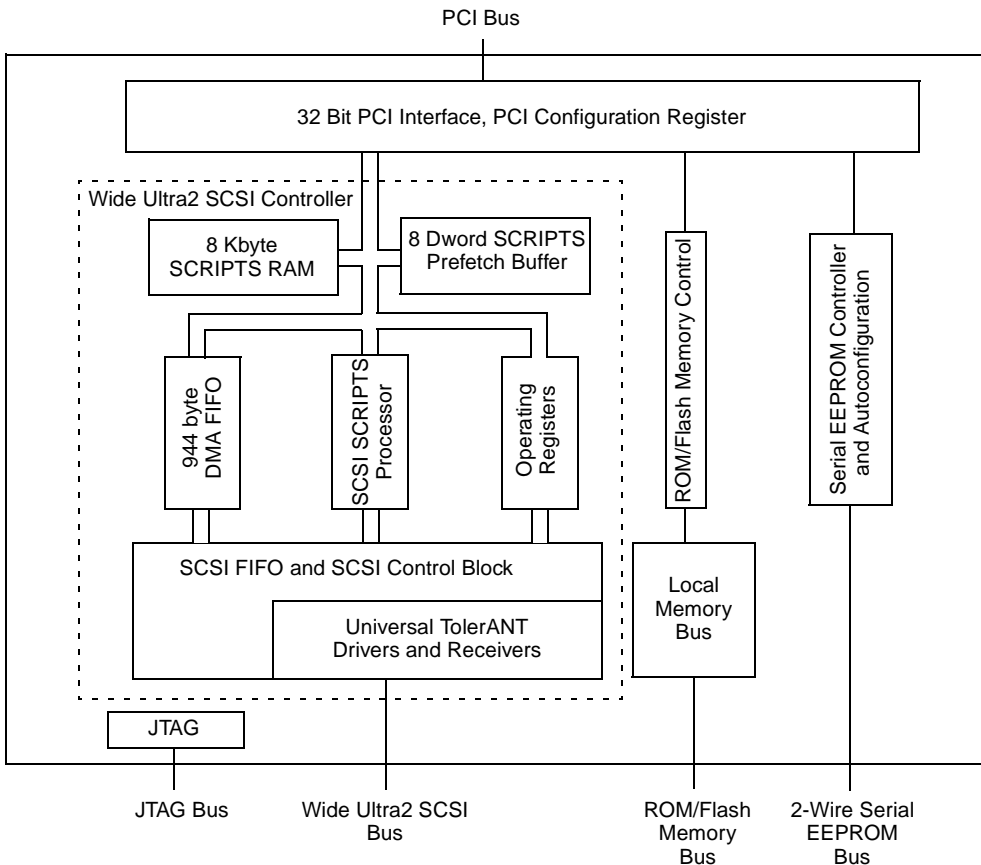 PCI Bus
32 Bit PCI Interface, PCI Configuration Register
Wide Ultra2 SCSI Controller
8 Kbyte
SCRIPTS RAM
8 Dword SCRIPTS
Prefetch Buffer
944 byte
DMA FIFO
SCSI SCRIPTS
Processor
Operating
Registers
ROM/Flash Memory Control
Serial EEPROM Controller
and Autoconfiguration
SCSI FIFO and SCSI Control Block
Universal TolerANT
Drivers and Receivers
Local
Memory
Bus
JTAG
JTAG Bus
Wide Ultra2 SCSI
Bus
ROM/Flash
Memory
Bus
2-Wire Serial
EEPROM
Bus